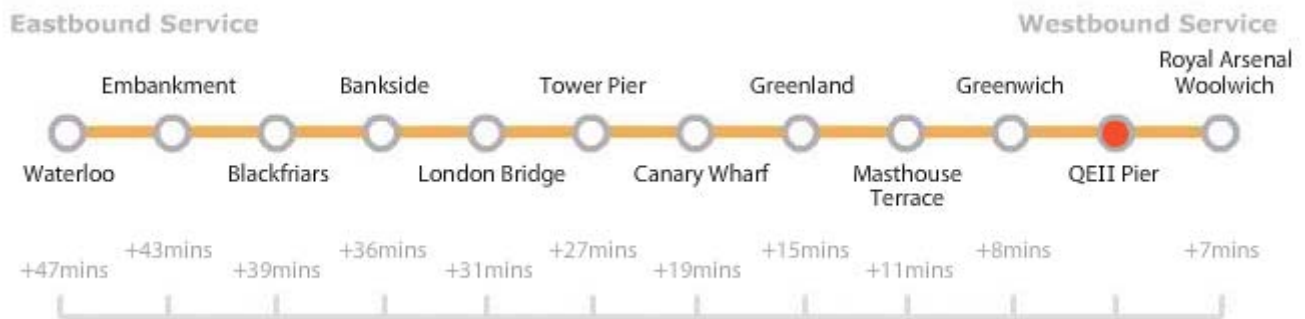 Eastbound Service
Westbound Service
Embankment
Bankside
Tower Pier
Greenland
Greenwich
Royal Arsenal
Woolwich
Waterloo
Blackfriars
London Bridge
Canary Wharf
Masthouse
Terrace
QEII Pier
+47mins
+43mins
+39mins
+36mins
+31mins
+27mins
+19mins
+15mins
+11mins
+8mins
+7mins